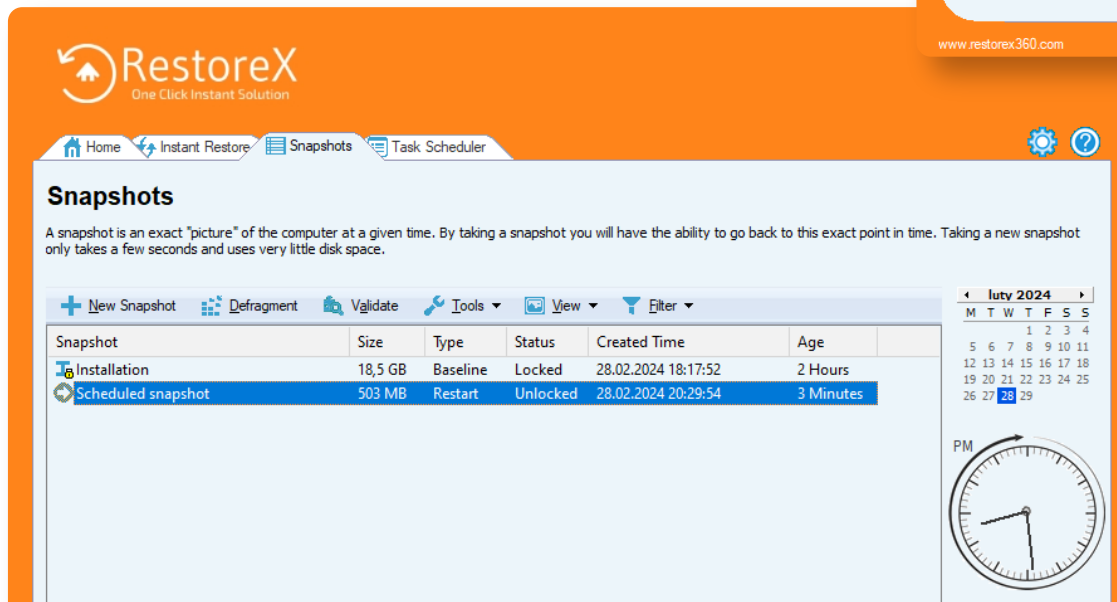 www.restorex360.com
RestoreX
One Click Instant Solution
Home Instant Restore Snapshots Task Scheduler
Snapshots
A snapshot is an exact "picture" of the computer at a given time. By taking a snapshot you will have the ability to go back to this exact point in time. Taking a new snapshot
only takes a few seconds and uses very little disk space.
New Snapshot Defragment Validate Tools View Filter
Snapshot Size Type Status Created Time Age
Installation 18,5 GB Baseline Locked 28.02.2024 18:17:52 2 Hours
Scheduled snapshot 503 MB Restart Unlocked 28.02.2024 20:29:54 3 Minutes
luty 2024
M T W T F S S
1 2 3 4
5 6 7 8 9 10 11
12 13 14 15 16 17 18
19 20 21 22 23 24 25
26 27 28 29
PM